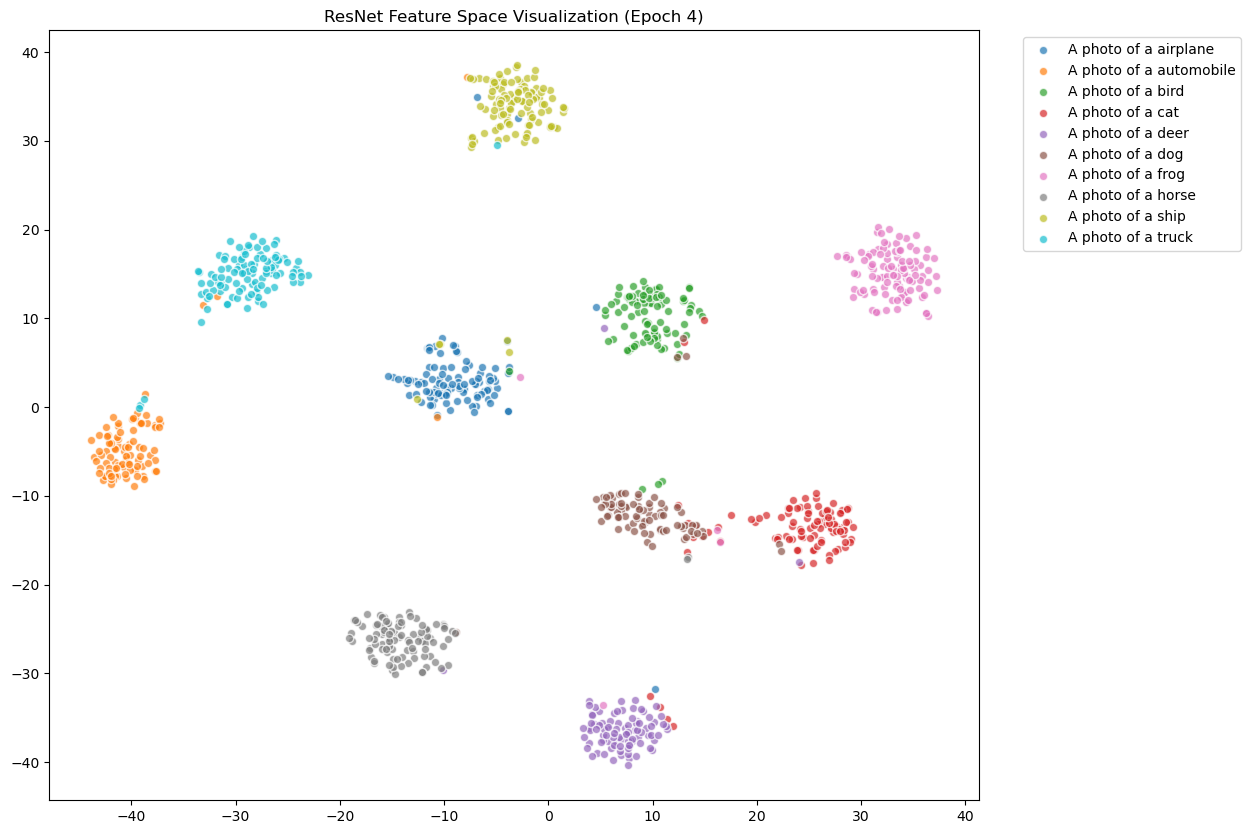 ResNet Feature Space Visualization (Epoch 4)
A photo of a airplane
A photo of a automobile
A photo of a bird
A photo of a cat
A photo of a deer
A photo of a dog
A photo of a frog
A photo of a horse
A photo of a ship
A photo of a truck
40
30
20
10
0
−10
−20
−30
−40
−40 −30 −20 −10 0 10 20 30 40